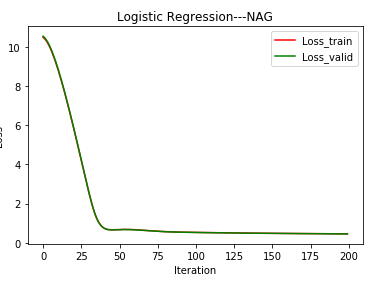 Logistic Regression---NAG
Loss_train
Loss_valid
10
8
6
4
2
0
0 25 50 75 100 125 150 175 200
Iteration
Loss